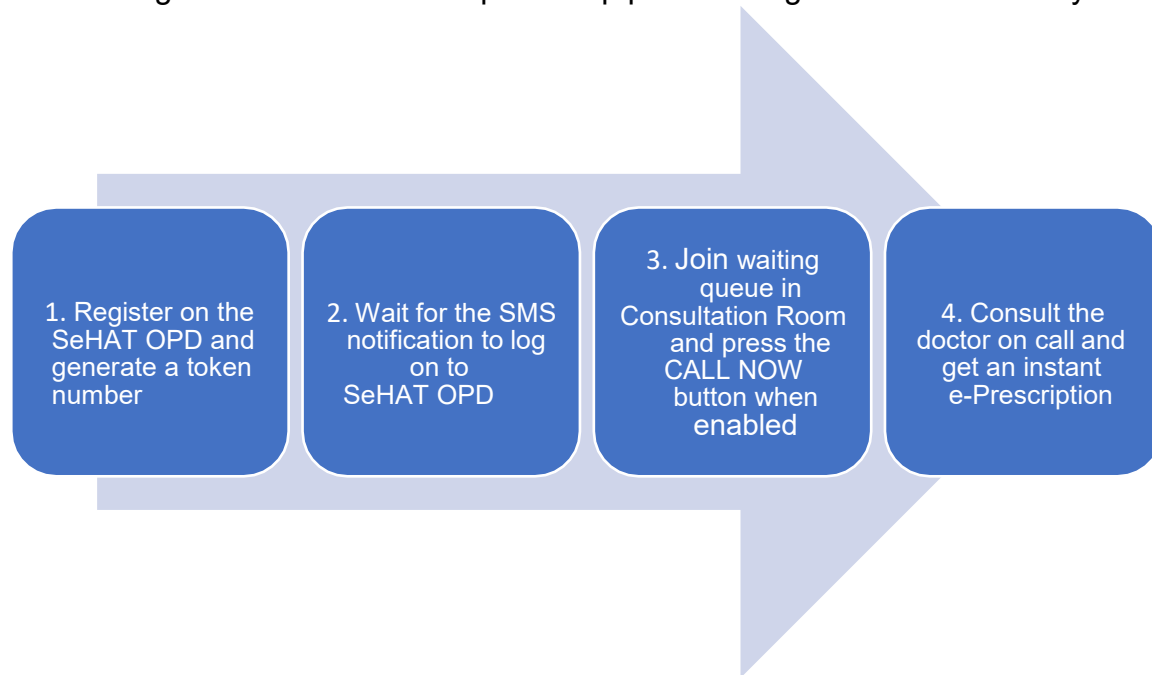 1. Register on the
SeHAT OPD and
generate a token
number
2. Wait for the SMS
notification to log
on to
SeHAT OPD
3. Join waiting
queue in
Consultation Room
and press the
CALL NOW
button when
enabled
4. Consult the
doctor on call and
get an instant
e-Prescription